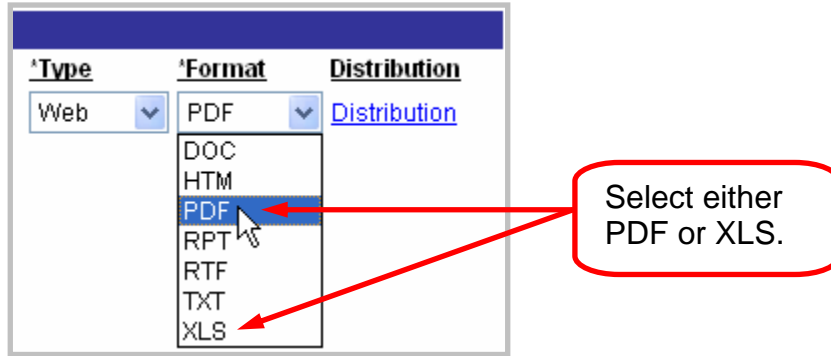 *Type *Format Distribution
Web PDF Distribution
DOC
HTM
PDF
RPT
RTF
TXT
XLS
Select either
PDF or XLS.